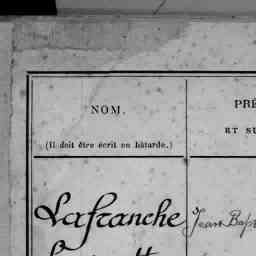 NOM.
PRÉ
ET SU
(Il doit être écrit en bâtarde.)
Lafranche Jean Bap